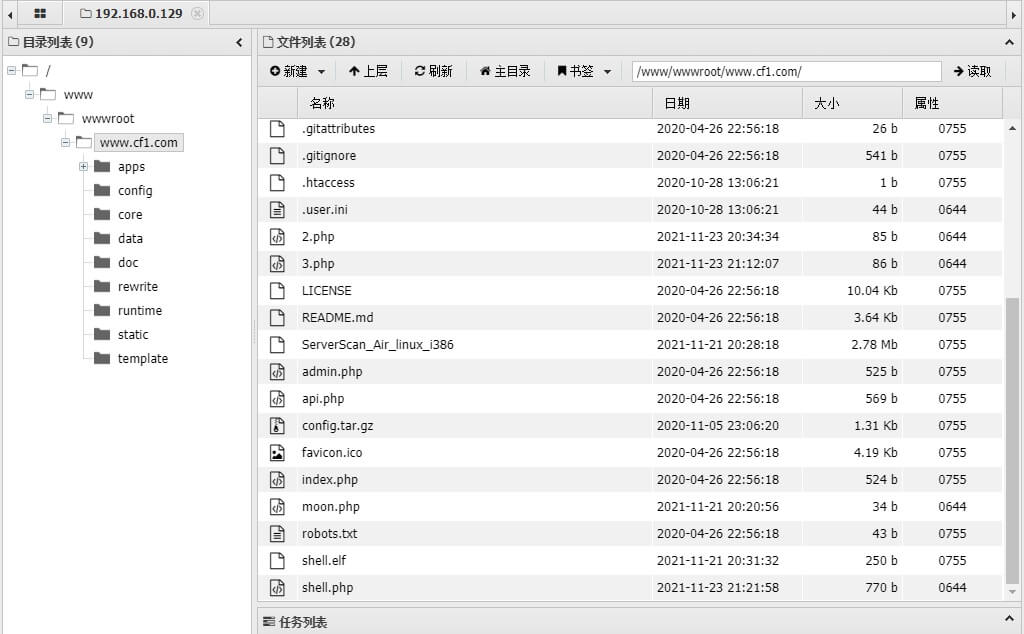 192.168.0.129
目录列表 (9)
/
www
wwwroot
www.cf1.com
apps
config
core
data
doc
rewrite
runtime
static
template
文件列表 (28)
新建 上层 刷新 主目录 书签 /www/wwwroot/www.cf1.com/ 读取
名称 日期 大小 属性
.gitattributes 2020-04-26 22:56:18 26 b 0755
.gitignore 2020-04-26 22:56:18 541 b 0755
.htaccess 2020-10-28 13:06:21 1 b 0755
.user.ini 2020-10-28 13:06:21 44 b 0644
2.php 2021-11-23 20:34:34 85 b 0644
3.php 2021-11-23 21:12:07 86 b 0644
LICENSE 2020-04-26 22:56:18 10.04 Kb 0755
README.md 2020-04-26 22:56:18 3.64 Kb 0755
ServerScan_Air_linux_i386 2021-11-21 20:28:18 2.78 Mb 0755
admin.php 2020-04-26 22:56:18 525 b 0755
api.php 2020-04-26 22:56:18 569 b 0755
config.tar.gz 2020-11-05 23:06:20 1.31 Kb 0755
favicon.ico 2020-04-26 22:56:18 4.19 Kb 0755
index.php 2020-04-26 22:56:18 524 b 0755
moon.php 2021-11-21 20:20:56 34 b 0644
robots.txt 2020-04-26 22:56:18 43 b 0755
shell.elf 2021-11-21 20:31:32 250 b 0755
shell.php 2021-11-23 21:21:58 770 b 0644
任务列表